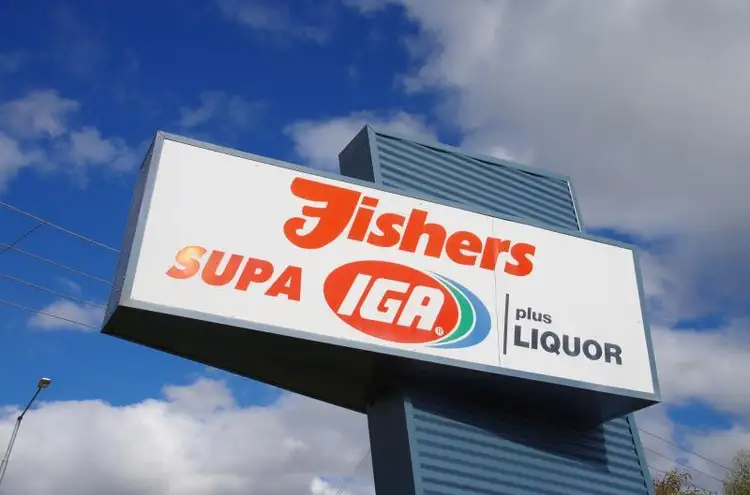 Fishers
SUPA IGA ®
plus
LIQUOR